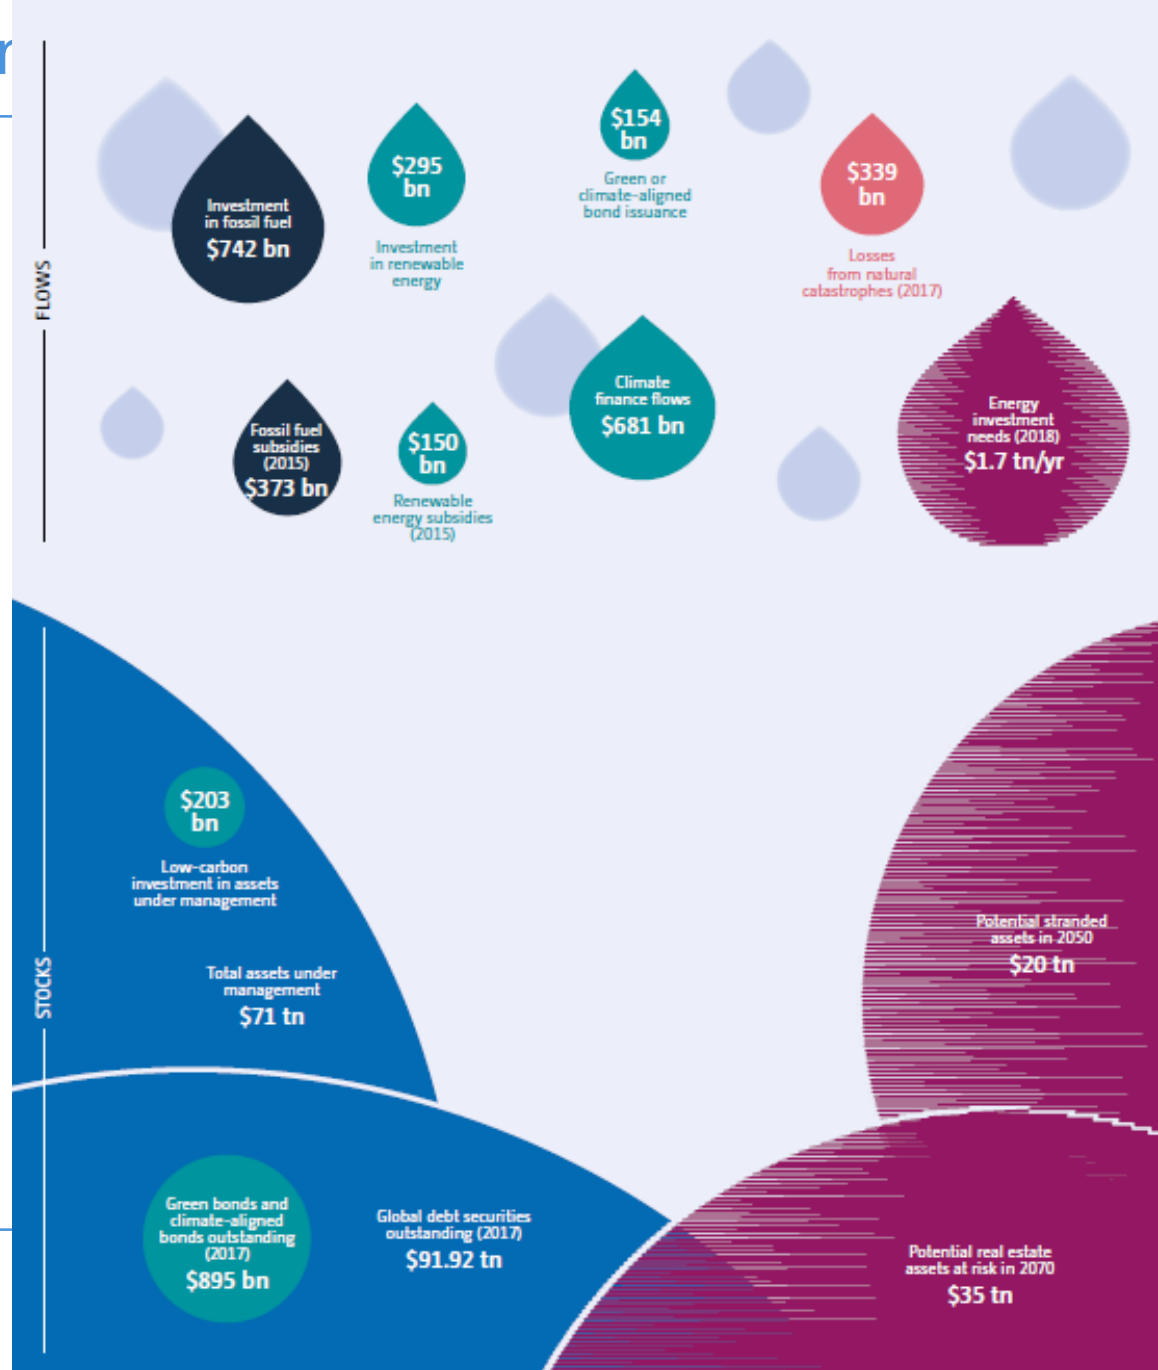 FLOWS
Investment
in fossil fuel
$742 bn
$295
bn
Investment
in renewable
energy
$154
bn
Green or
climate-aligned
bond issuance
$339
bn
Losses
from natural
catastrophes (2017)
Fossil fuel
subsidies
(2015)
$373 bn
$150
bn
Renewable
energy subsidies
(2015)
Climate
finance flows
$681 bn
Energy
investment
needs (2018)
$1.7 tn/yr
STOCKS
$203
bn
Low-carbon
investment in assets
under management
Total assets under
management
$71 tn
Potential stranded
assets in 2050
$20 tn
Green bonds and
climate-aligned
bonds outstanding
(2017)
$895 bn
Global debt securities
outstanding (2017)
$91.92 tn
Potential real estate
assets at risk in 2070
$35 tn